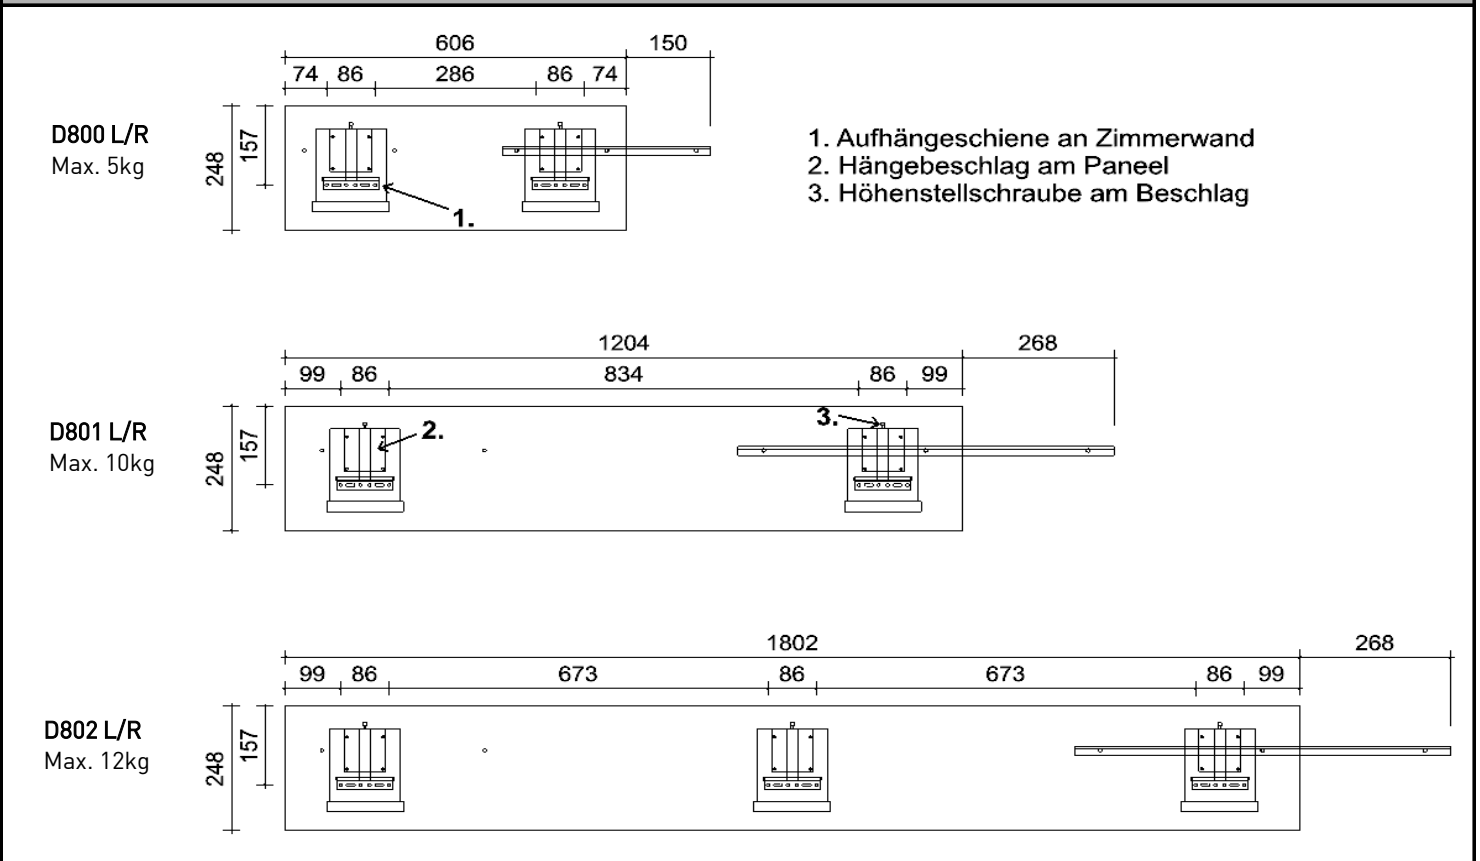 606 150
74 86 286 86 74
D800 L/R
Max. 5kg
248
157
1.
1. Aufhängeschiene an Zimmerwand
2. Hängebeschlag am Paneel
3. Höhenstellschraube am Beschlag
1204 268
99 86 834 86 99
D801 L/R
Max. 10kg
248
157
2.
3.
1802 268
99 86 673 86 673 86 99
D802 L/R
Max. 12kg
248
157